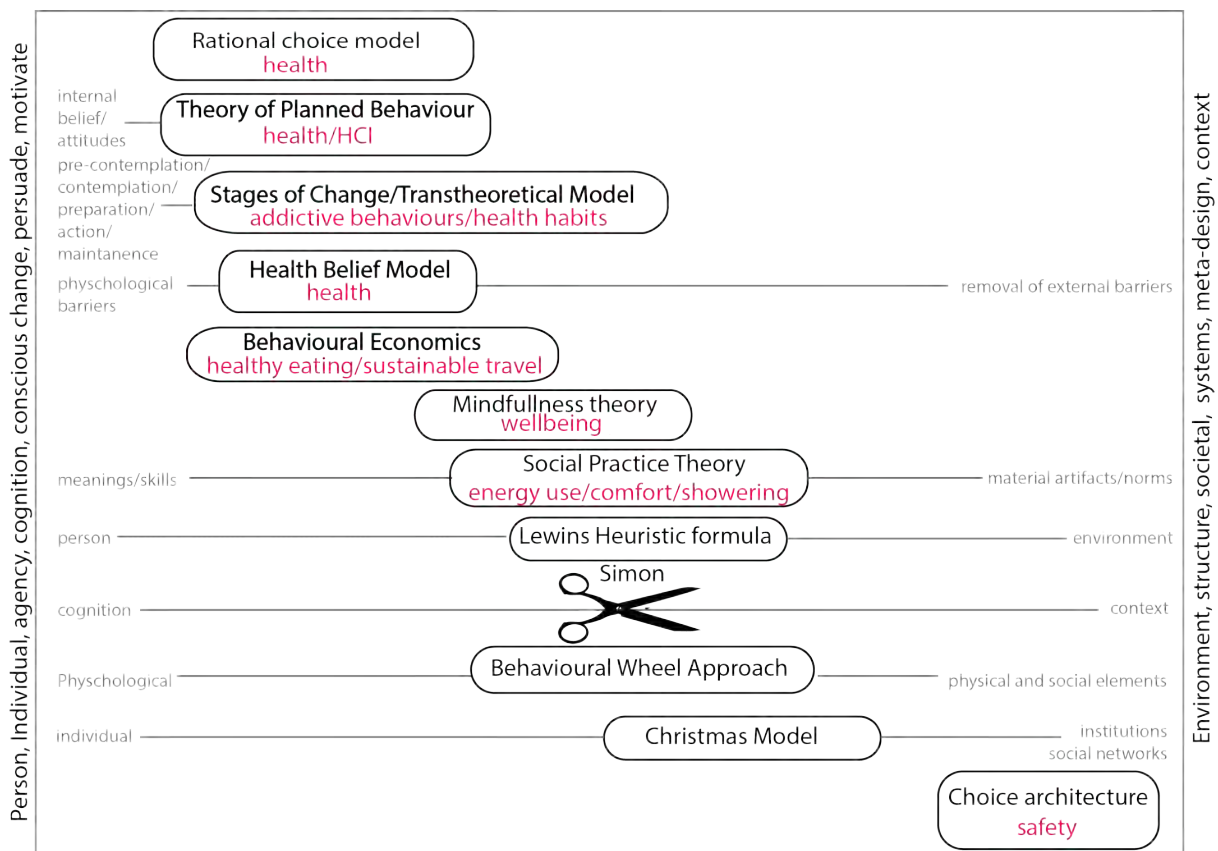 Person, Individual, agency, cognition, conscious change, persuade, motivate
Rational choice model
health
internal
belief/
attitudes
Theory of Planned Behaviour
health/HCI
pre-contemplation/
contemplation/
preparation/
action/
maintanence
Stages of Change/Transtheoretical Model
addictive behaviours/health habits
physchological
barriers
Health Belief Model
health
removal of external barriers
Behavioural Economics
healthy eating/sustainable travel
Mindfullness theory
wellbeing
meanings/skills
Social Practice Theory
energy use/comfort/showering
material artifacts/norms
person
Lewins Heuristic formula
environment
Simon
cognition
context
Physchological
Behavioural Wheel Approach
physical and social elements
individual
Christmas Model
institutions
social networks
Choice architecture
safety
Environment, structure, societal, systems, meta-design, context